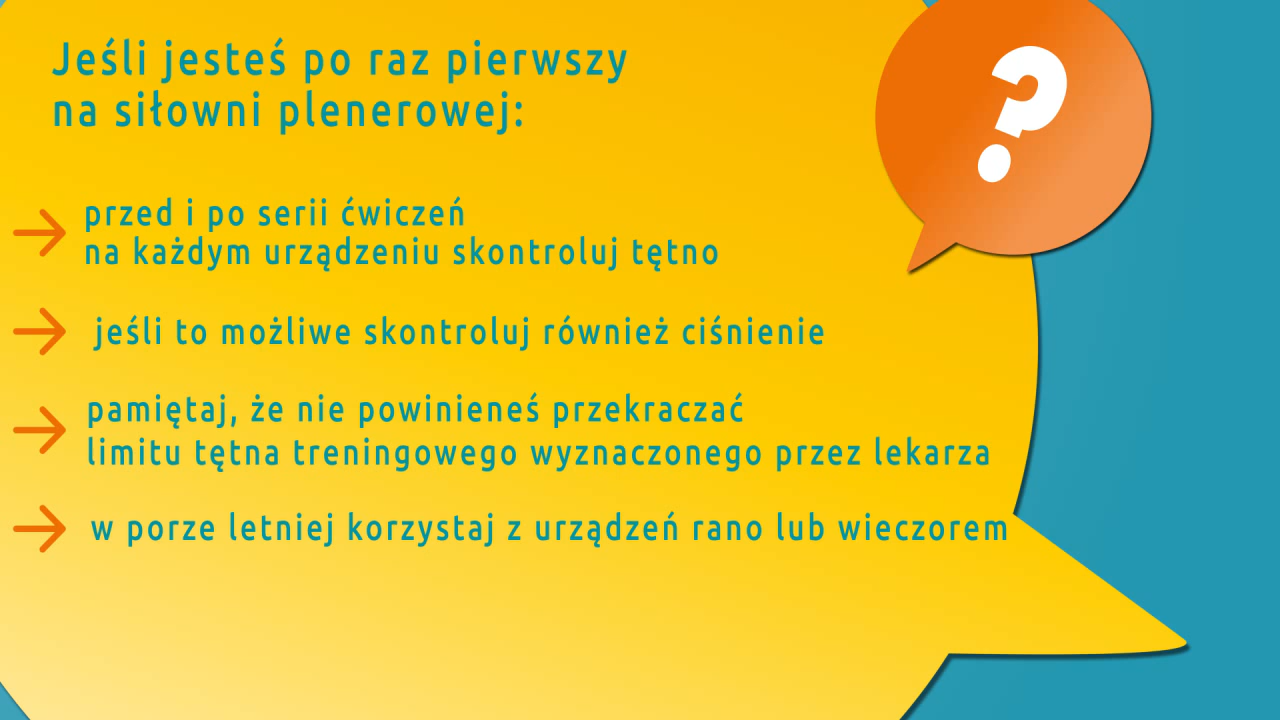 Jeśli jesteś po raz pierwszy
na siłowni plenerowej:
?
przed i po serii ćwiczeń
na każdym urządzeniu skontroluj tętno
jeśli to możliwe skontroluj również ciśnienie
pamiętaj, że nie powinieneś przekraczać
limitu tętna treningowego wyznaczonego przez lekarza
w porze letniej korzystaj z urządzeń rano lub wieczorem